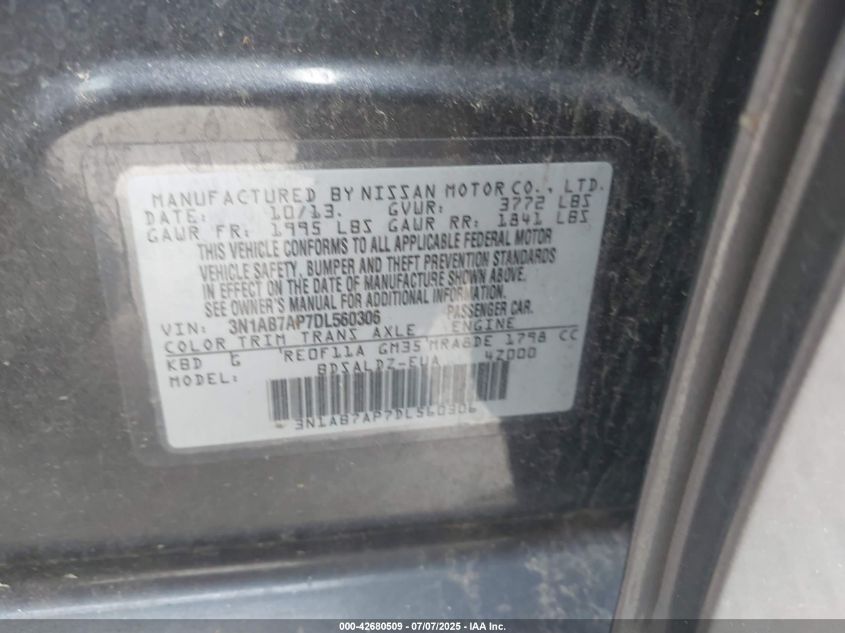 MANUFACTURED BY NISSAN MOTOR CO., LTD.
DATE: 10/13. GVWR: 3772 LBS
GAWR FR: 1995 LBS GAWR RR: 1841 LBS
THIS VEHICLE CONFORMS TO ALL APPLICABLE FEDERAL MOTOR
VEHICLE SAFETY, BUMPER AND THEFT PREVENTION STANDARDS
IN EFFECT ON THE DATE OF MANUFACTURE SHOWN ABOVE.
SEE OWNER'S MANUAL FOR ADDITIONAL INFORMATION.
VIN: 3N1AB7AP7DL560306 PASSENGER CAR.
COLOR TRIM TRANS AXLE ENGINE
KBD G RE0F11A GM35 MRA8DE 1798 CC
MODEL: BDSALDZ-EUA 4Z000
3N1AB7AP7DL560306
000-42680509 / 07/07/2025 - IAA Inc.